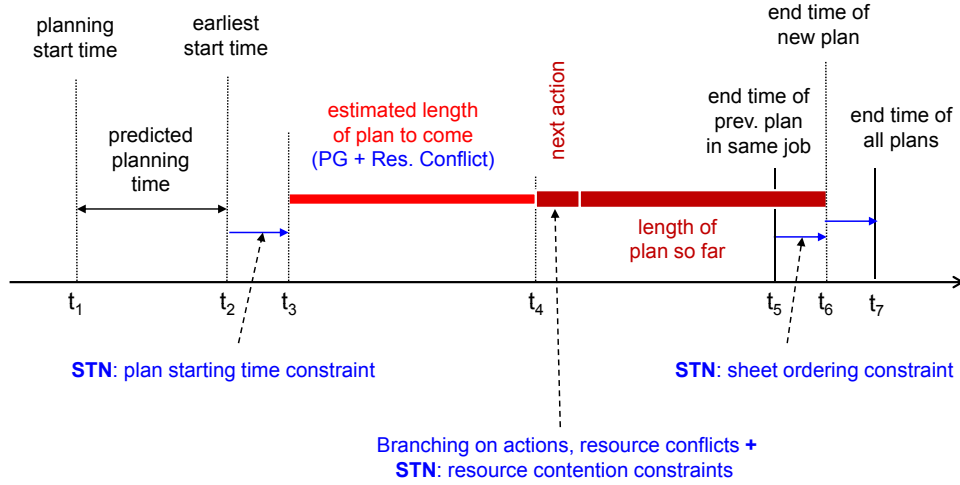 planning
start time
earliest
start time
end time of
new plan
predicted
planning
time
estimated length
of plan to come
(PG + Res. Conflict)
next action
end time of
prev. plan
in same job
end time of
all plans
length of
plan so far
t1
t2
t3
t4
t5
t6
t7
STN: plan starting time constraint
STN: sheet ordering constraint
Branching on actions, resource conflicts +
STN: resource contention constraints